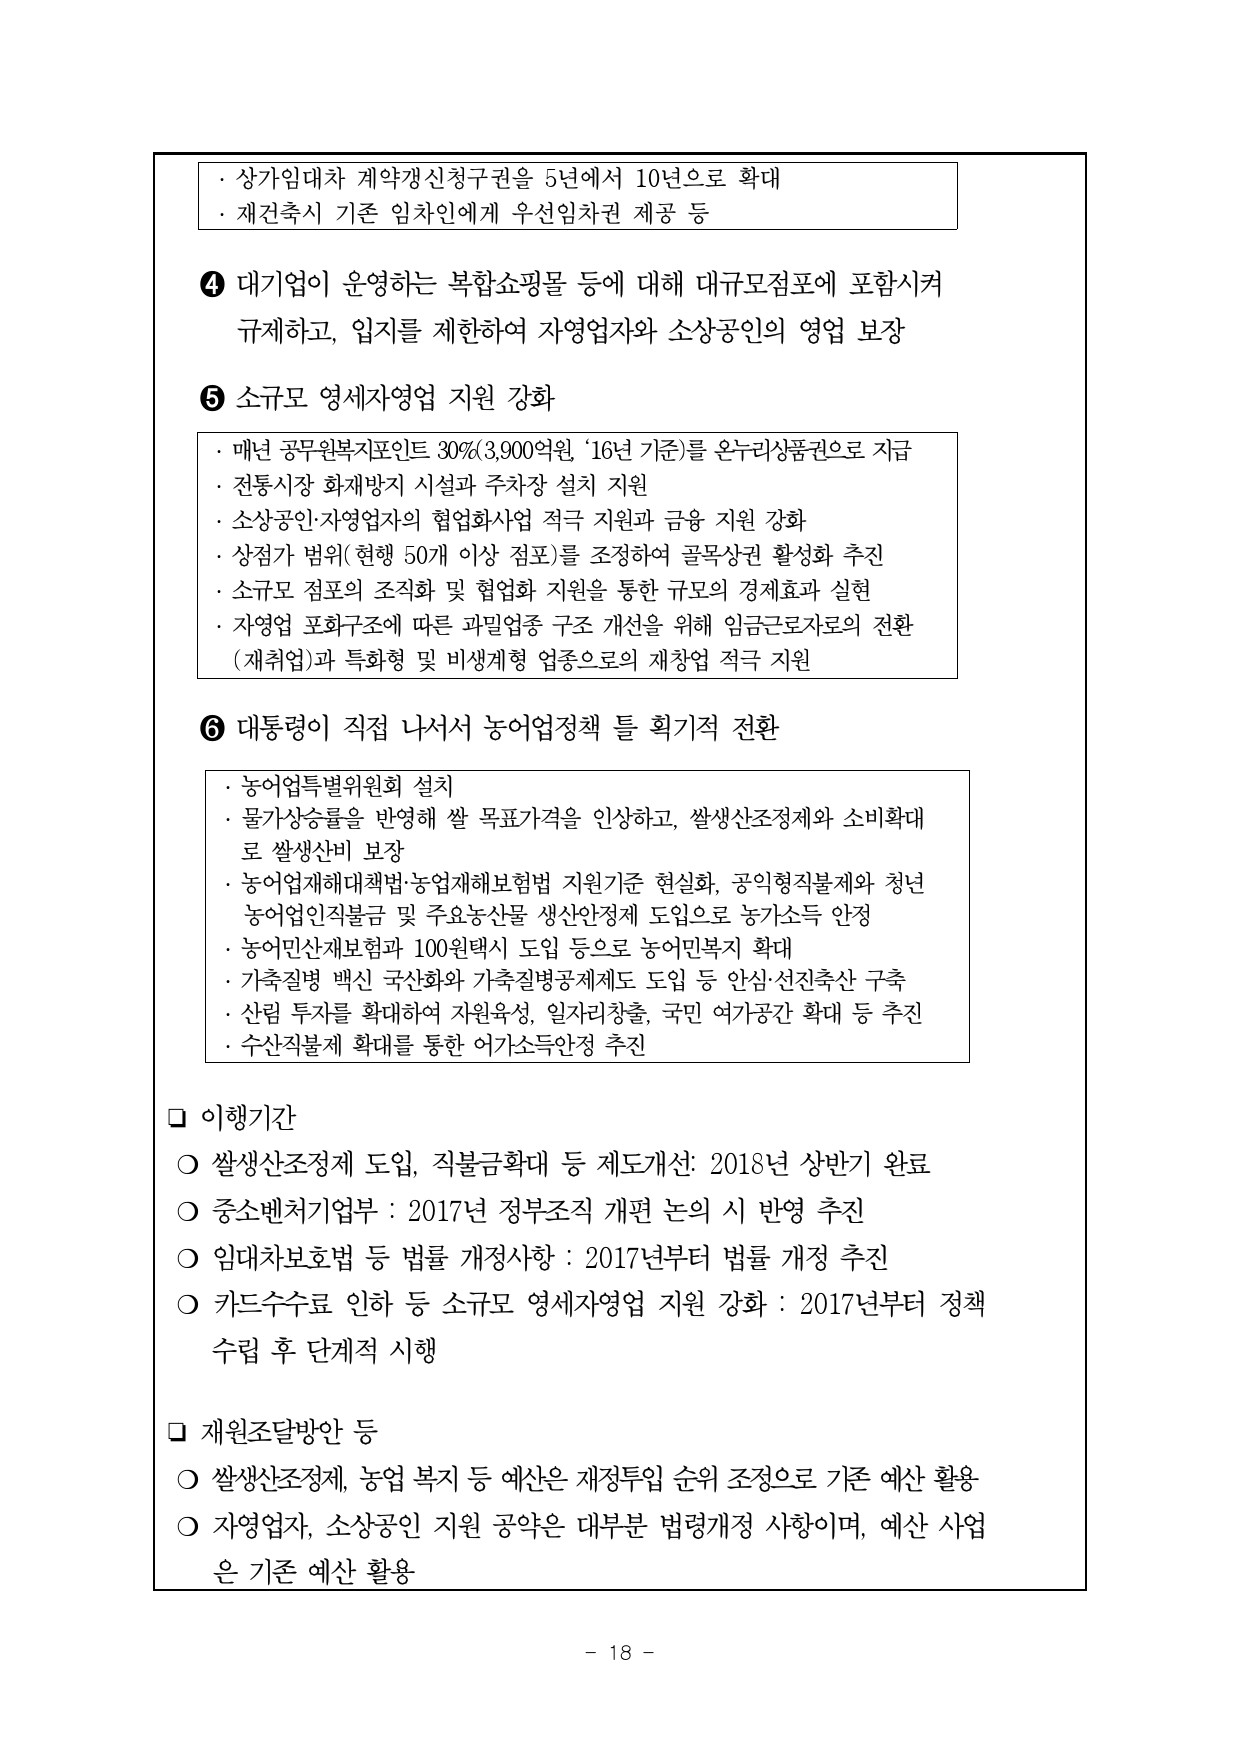 · 상가임대차 계약갱신청구권을 5년에서 10년으로 확대
· 재건축시 기존 임차인에게 우선임차권 제공 등
❹ 대기업이 운영하는 복합쇼핑몰 등에 대해 대규모점포에 포함시켜
규제하고, 입지를 제한하여 자영업자와 소상공인의 영업 보장
❺ 소규모 영세자영업 지원 강화
· 매년 공무원복지포인트 30%(3,900억원, ‘16년 기준)를 온누리상품권으로 지급
· 전통시장 화재방지 시설과 주차장 설치 지원
· 소상공인·자영업자의 협업화사업 적극 지원과 금융 지원 강화
· 상점가 범위(현행 50개 이상 점포)를 조정하여 골목상권 활성화 추진
· 소규모 점포의 조직화 및 협업화 지원을 통한 규모의 경제효과 실현
· 자영업 포화구조에 따른 과밀업종 구조 개선을 위해 임금근로자로의 전환
(재취업)과 특화형 및 비생계형 업종으로의 재창업 적극 지원
❻ 대통령이 직접 나서서 농어업정책 틀 획기적 전환
· 농어업특별위원회 설치
· 물가상승률을 반영해 쌀 목표가격을 인상하고, 쌀생산조정제와 소비확대
로 쌀생산비 보장
· 농어업재해대책법·농업재해보험법 지원기준 현실화, 공익형직불제와 청년
농어업인직불금 및 주요농산물 생산안정제 도입으로 농가소득 안정
· 농어민산재보험과 100원택시 도입 등으로 농어민복지 확대
· 가축질병 백신 국산화와 가축질병공제제도 도입 등 안심·선진축산 구축
· 산림 투자를 확대하여 자원육성, 일자리창출, 국민 여가공간 확대 등 추진
· 수산직불제 확대를 통한 어가소득안정 추진
❏ 이행기간
❍ 쌀생산조정제 도입, 직불금확대 등 제도개선: 2018년 상반기 완료
❍ 중소벤처기업부 : 2017년 정부조직 개편 논의 시 반영 추진
❍ 임대차보호법 등 법률 개정사항 : 2017년부터 법률 개정 추진
❍ 카드수수료 인하 등 소규모 영세자영업 지원 강화 : 2017년부터 정책
수립 후 단계적 시행
❏ 재원조달방안 등
❍ 쌀생산조정제, 농업 복지 등 예산은 재정투입 순위 조정으로 기존 예산 활용
❍ 자영업자, 소상공인 지원 공약은 대부분 법령개정 사항이며, 예산 사업
은 기존 예산 활용
- 18 -